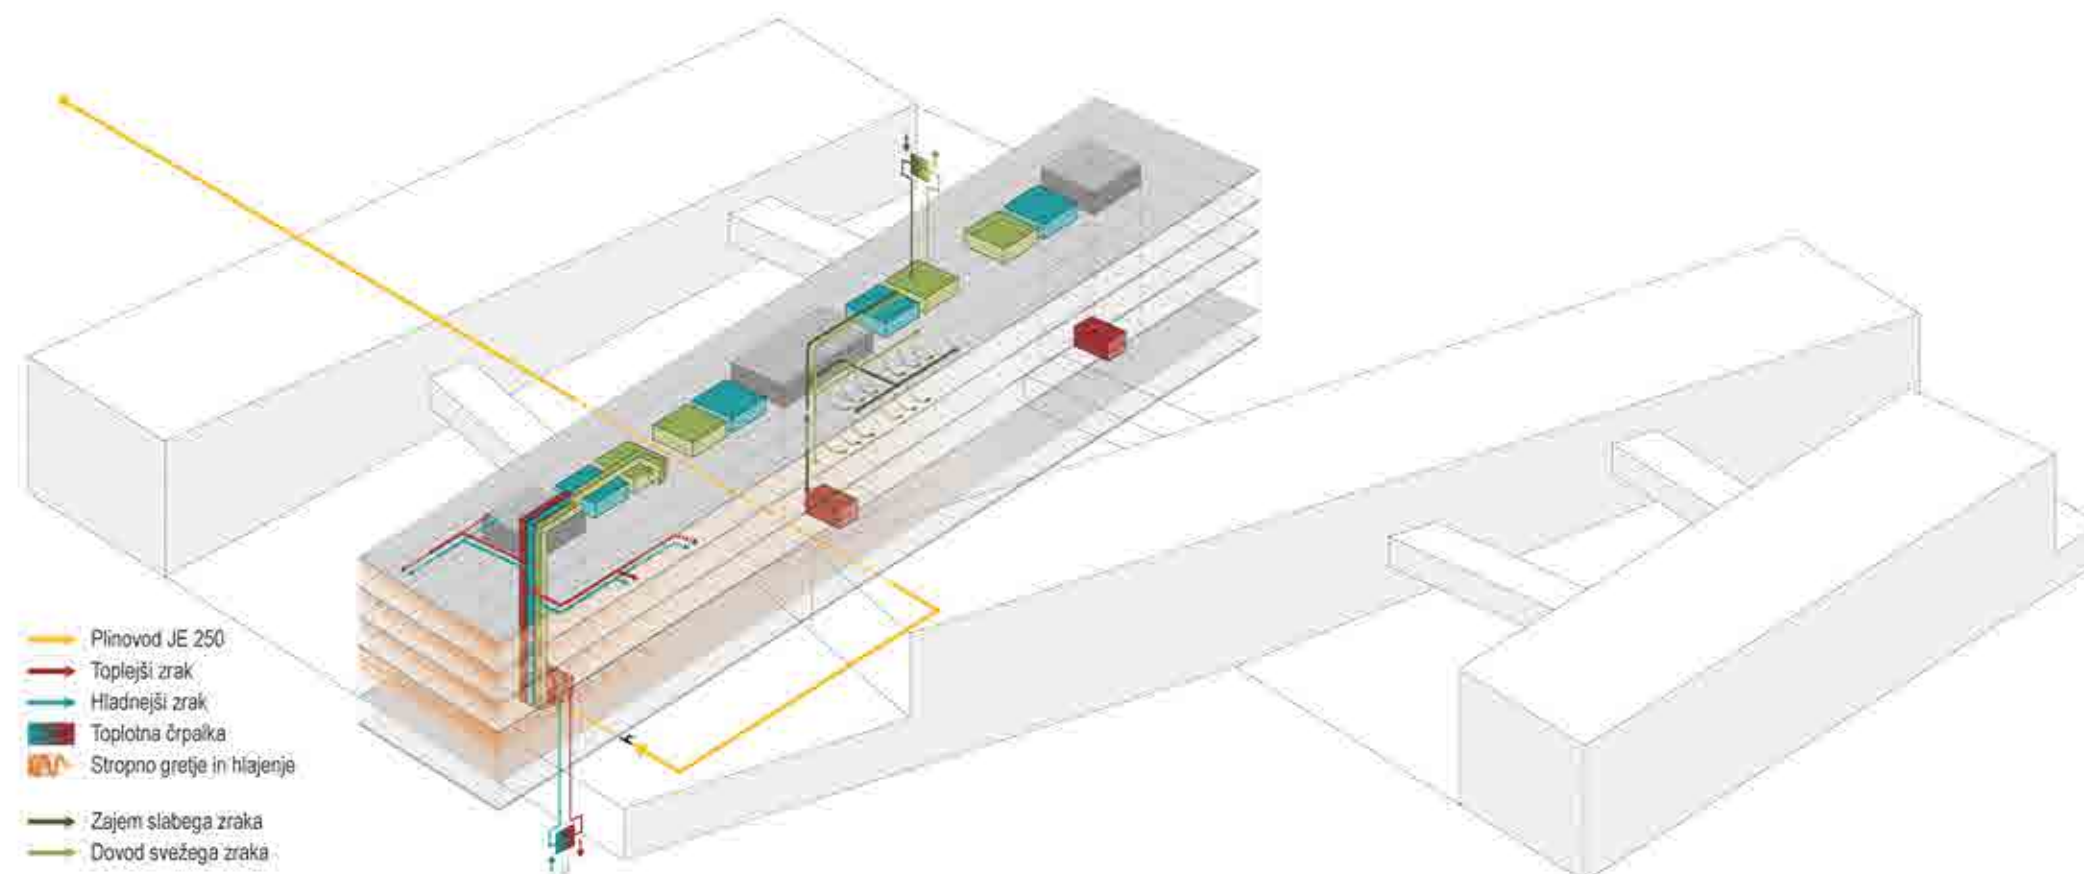 Plinovod JE 250
Toplejši zrak
Hladnejši zrak
Toplotna črpalka
Stropno gretje in hlajenje
Zajem slabega zraka
Dovod svežega zraka